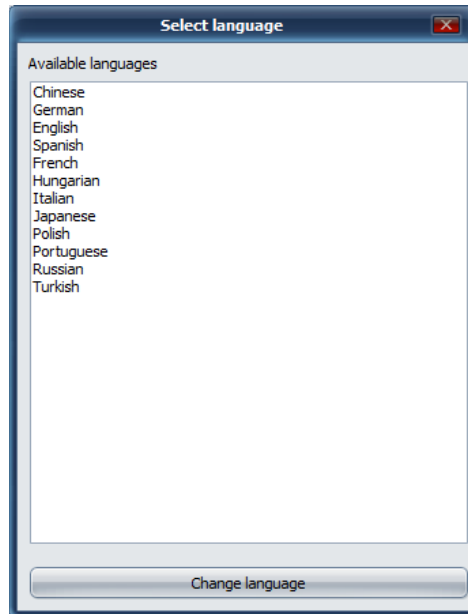 Select language
Available languages
Chinese
German
English
Spanish
French
Hungarian
Italian
Japanese
Polish
Portuguese
Russian
Turkish
Change language